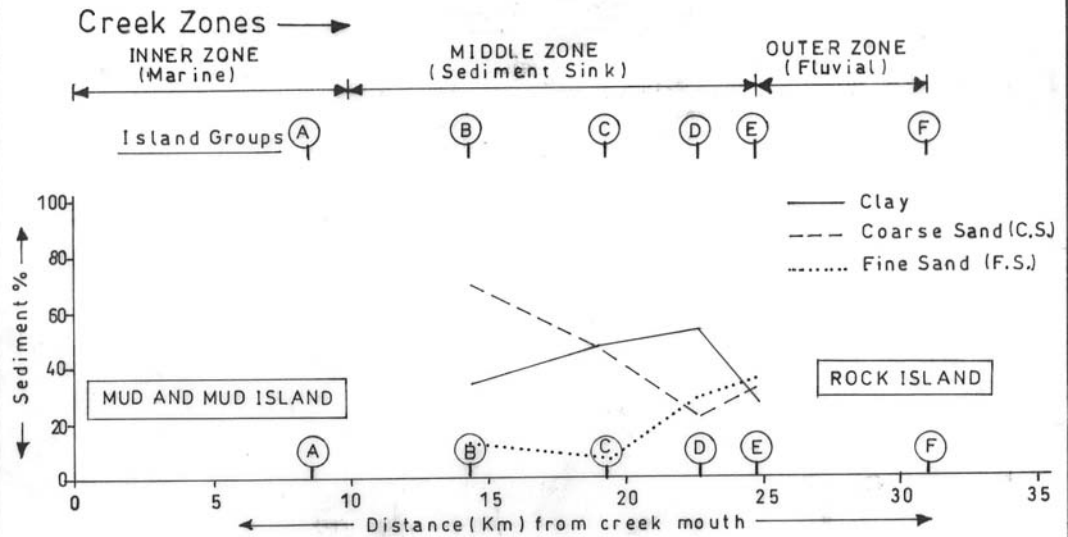 Creek Zones
INNER ZONE
(Marine)
MIDDLE ZONE
(Sediment Sink)
OUTER ZONE
(Fluvial)
Island Groups
A
B
C
D
E
F
Clay
Coarse Sand (C.S.)
Fine Sand (F.S.)
Sediment %
100
80
60
40
20
0
MUD AND MUD ISLAND
ROCK ISLAND
A
B
C
D
E
F
0
5
10
15
20
25
30
35
Distance (Km) from creek mouth